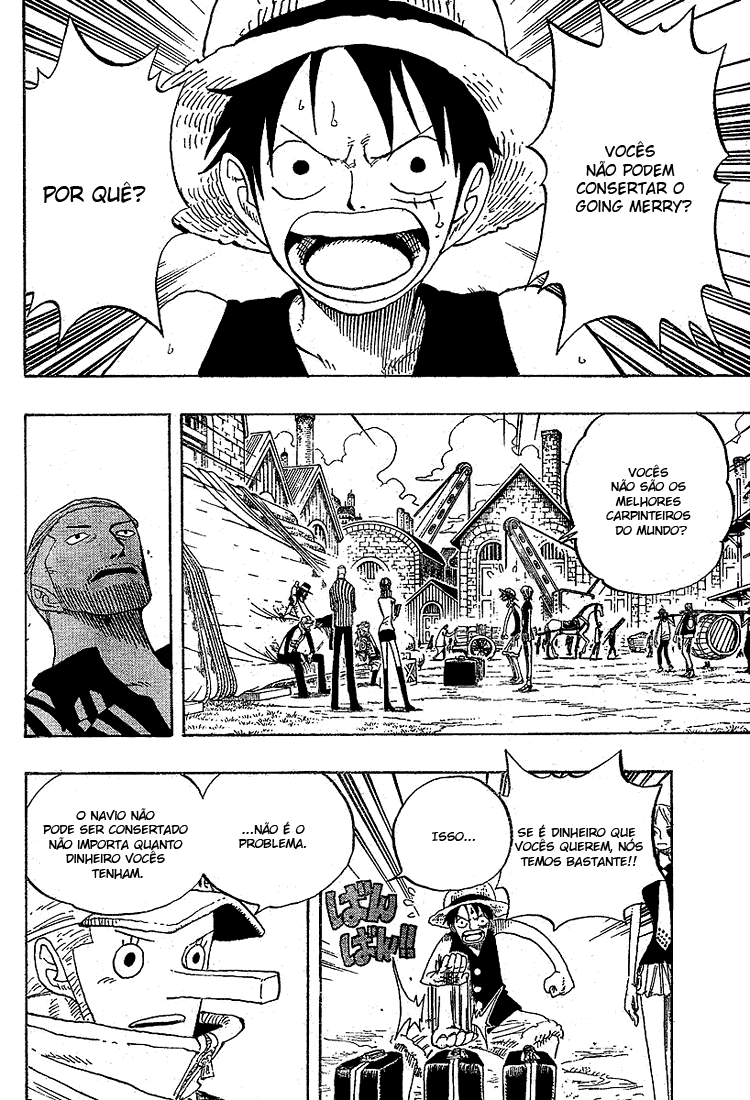 VOCÊS
NÃO PODEM
CONSERTAR O
GOING MERRY?
POR QUÊ?
VOCÊS
NÃO SÃO OS
MELHORES
CARPINTEIROS
DO MUNDO?
SE É DINHEIRO QUE
VOCÊS QUEREM, NÓS
TEMOS BASTANTE!!
ISSO...
ばん
ばん!!
...NÃO É O
PROBLEMA.
O NAVIO NÃO
PODE SER CONSERTADO
NÃO IMPORTA QUANTO
DINHEIRO VOCÊS
TENHAM.